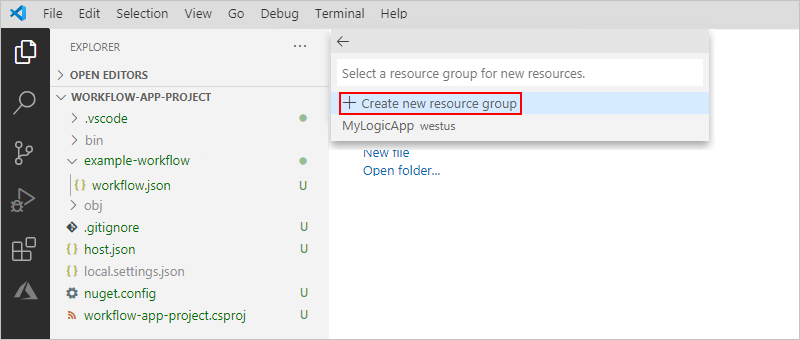 File Edit Selection View Go Debug Terminal Help
EXPLORER ...
OPEN EDITORS
WORKFLOW-APP-PROJECT
.vscode
bin
example-workflow
{ } workflow.json U
obj
.gitignore U
{ } host.json U
{ } local.settings.json
nuget.config U
workflow-app-project.csproj U
Select a resource group for new resources.
+ Create new resource group
MyLogicApp westus
New file
Open folder...